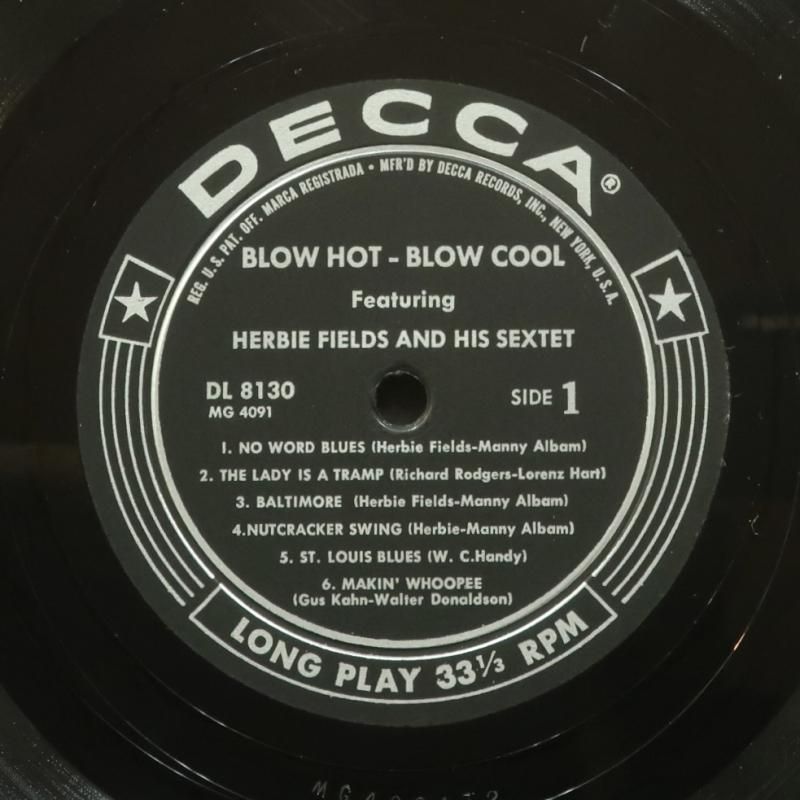 DECCA®
REG. U.S. PAT. OFF. MARCA REGISTRADA • MFR'D BY DECCA RECORDS, INC., NEW YORK, U.S.A.
BLOW HOT - BLOW COOL
Featuring
HERBIE FIELDS AND HIS SEXTET
DL 8130
MG 4091
SIDE 1
1. NO WORD BLUES (Herbie Fields-Manny Albam)
2. THE LADY IS A TRAMP (Richard Rodgers-Lorenz Hart)
3. BALTIMORE (Herbie Fields-Manny Albam)
4.NUTCRACKER SWING (Herbie-Manny Albam)
5. ST. LOUIS BLUES (W. C.Handy)
6. MAKIN' WHOOPEE
(Gus Kahn-Walter Donaldson)
LONG PLAY 33⅓ RPM